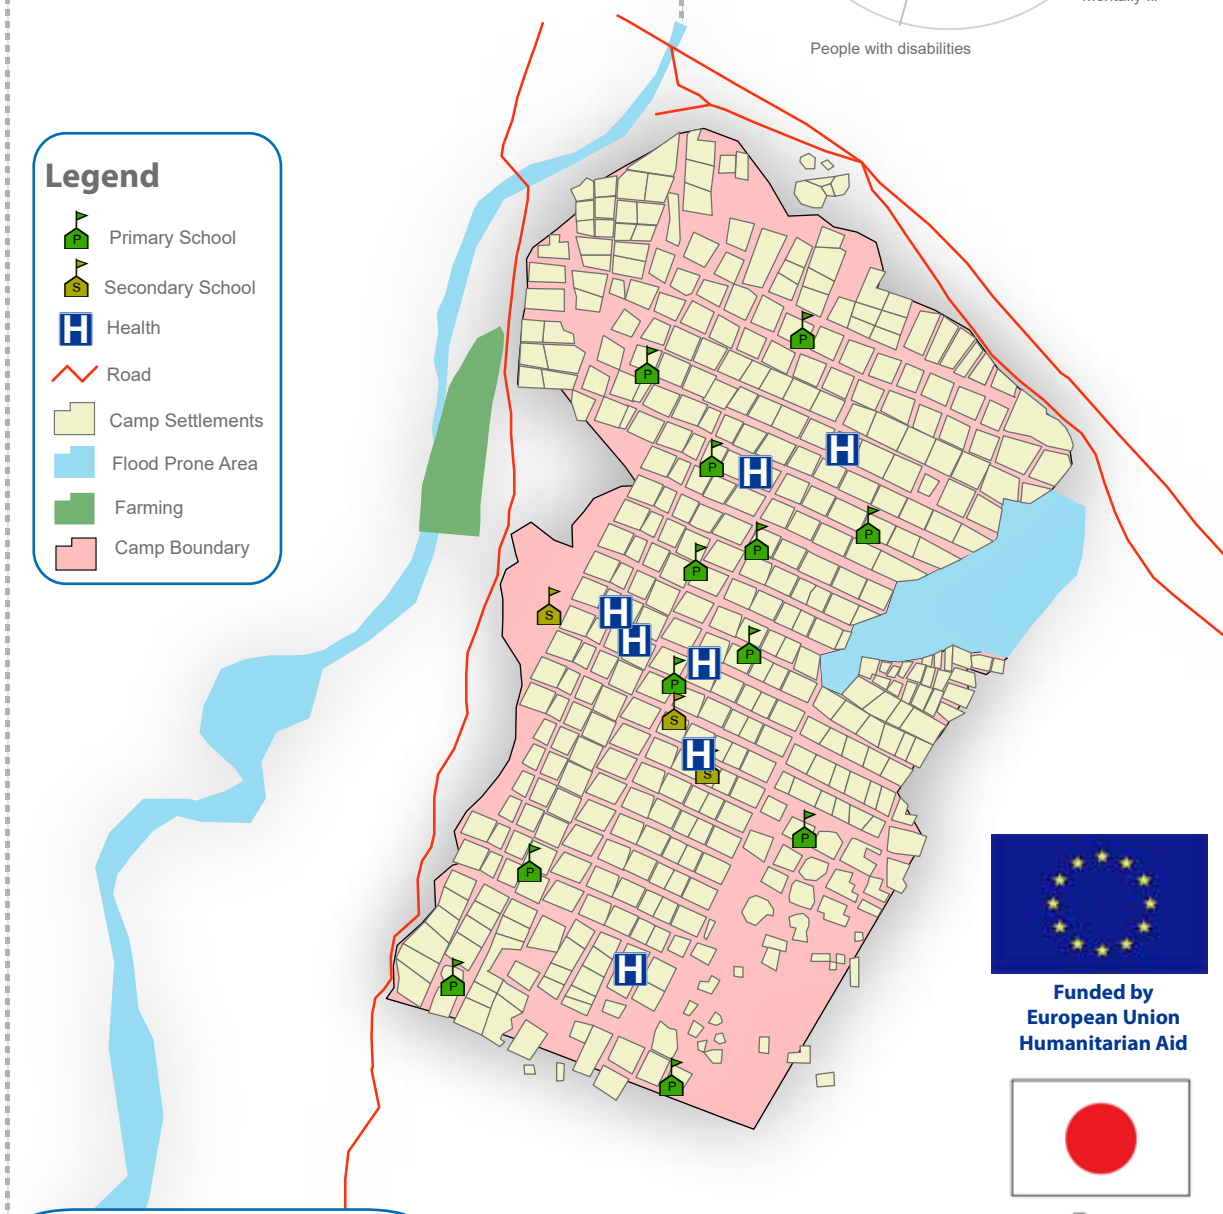 People with disabilities
Legend
P
Primary School
S
Secondary School
H
Health
Road
Camp Settlements
Flood Prone Area
Farming
Camp Boundary
P
P
P
H
H
P
P
P
S
H
H
P
H
P
S
H
S
P
P
H
P
P
Funded by
European Union
Humanitarian Aid